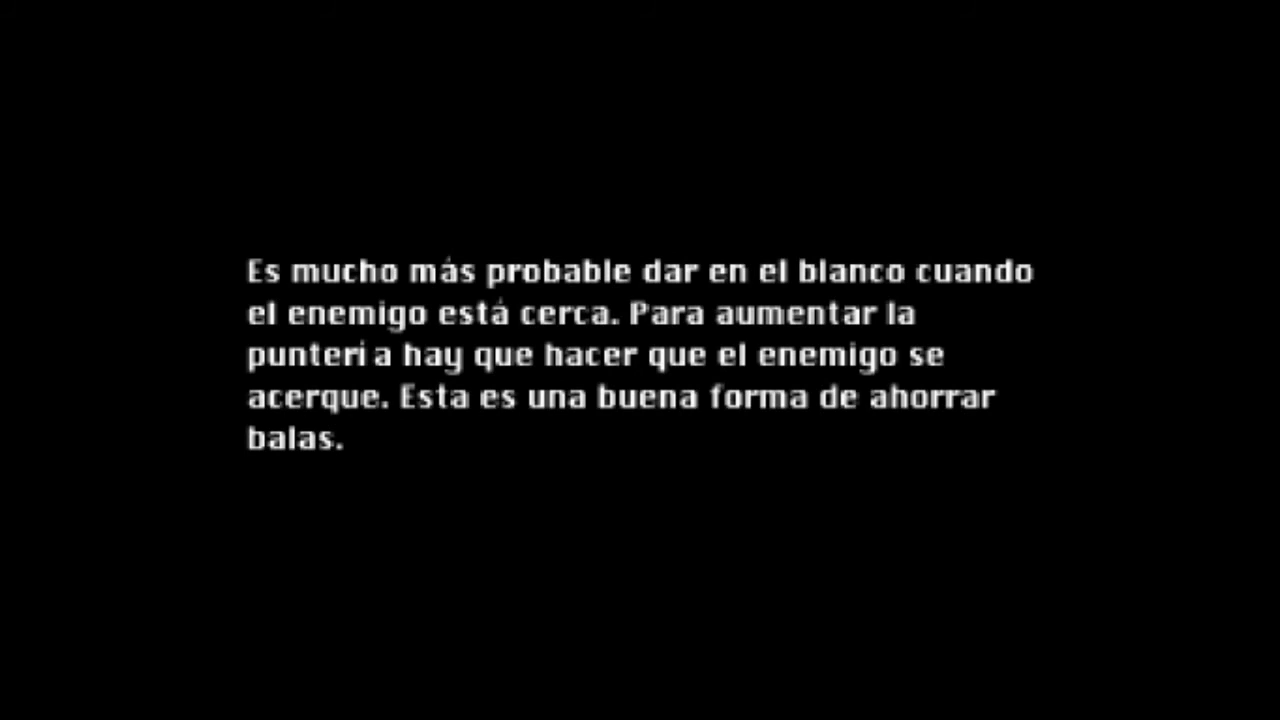 Es mucho más probable dar en el blanco cuando
el enemigo está cerca. Para aumentar la
puntería hay que hacer que el enemigo se
acerque. Esta es una buena forma de ahorrar
balas.